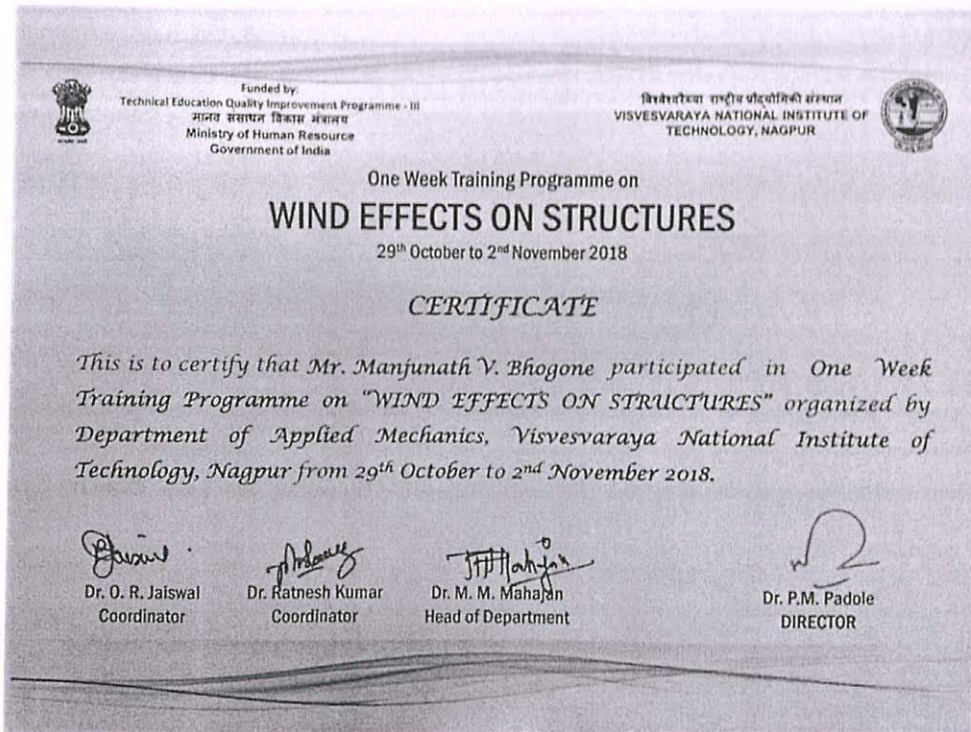 Funded by:
Technical Education Quality Improvement Programme - III
मानव संसाधन विकास मंत्रालय
Ministry of Human Resource
Government of India
विश्वेश्वरैय्या राष्ट्रीय प्रौद्योगिकी संस्थान
VISVESVARAYA NATIONAL INSTITUTE OF
TECHNOLOGY, NAGPUR
One Week Training Programme on
WIND EFFECTS ON STRUCTURES
29th October to 2nd November 2018
CERTIFICATE
This is to certify that Mr. Manjunath V. Bhogone participated in One Week
Training Programme on "WIND EFFECTS ON STRUCTURES" organized by
Department of Applied Mechanics, Visvesvaraya National Institute of
Technology, Nagpur from 29th October to 2nd November 2018.
Dr. O. R. Jaiswal
Coordinator
Dr. Ratnesh Kumar
Coordinator
Dr. M. M. Mahajan
Head of Department
Dr. P.M. Padole
DIRECTOR